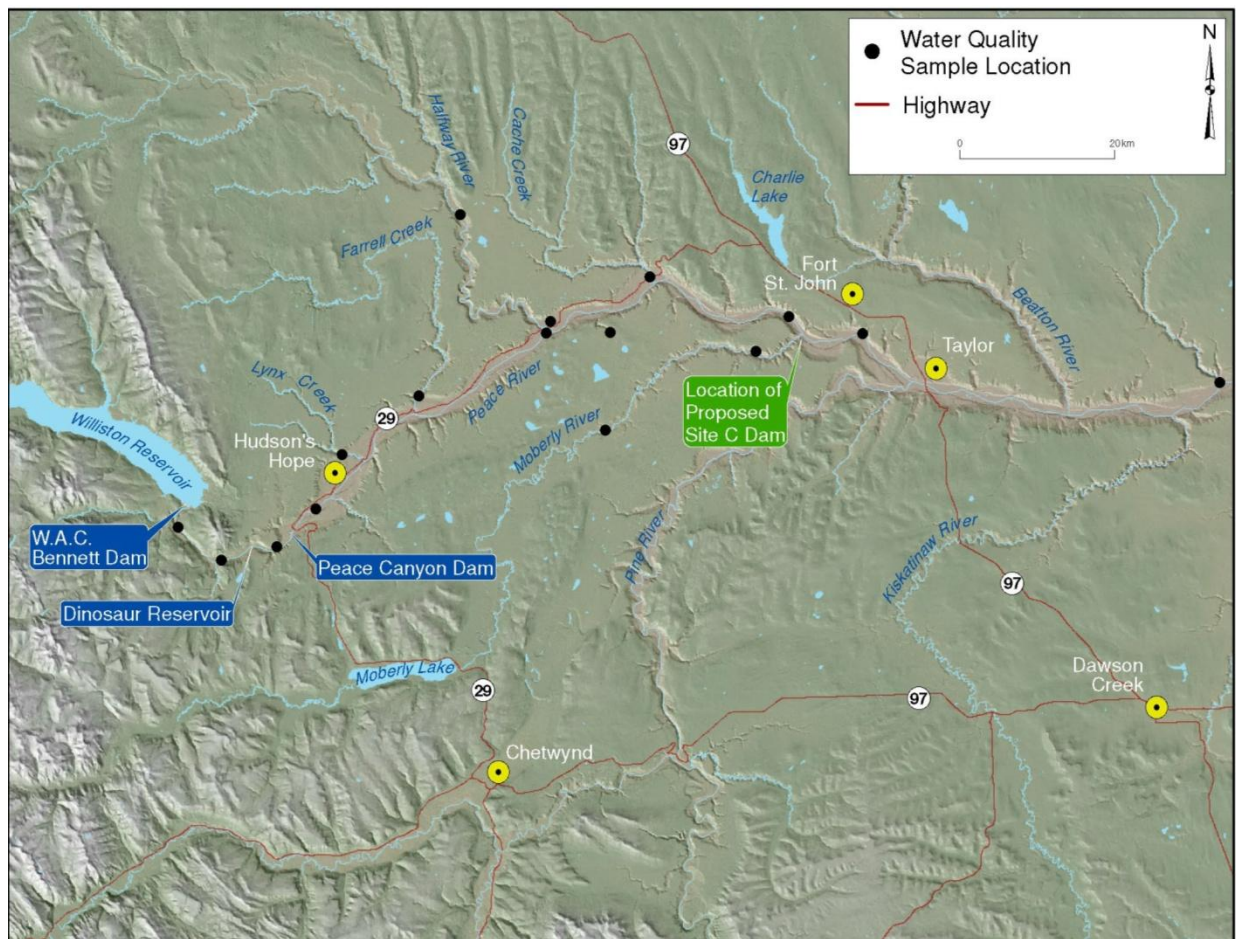 Water Quality
Sample Location
Highway
N
0
20km
97
Halfway River
Cache Creek
Charlie
Lake
Farrell Creek
Fort
St. John
Beatton River
Taylor
Lynx Creek
Peace River
29
Location of
Proposed
Site C Dam
Williston Reservoir
Hudson's
Hope
Moberly River
W.A.C.
Bennett Dam
Peace Canyon Dam
Pine River
Kiskatinaw River
97
Dinosaur Reservoir
Moberly Lake
29
97
Dawson
Creek
Chetwynd